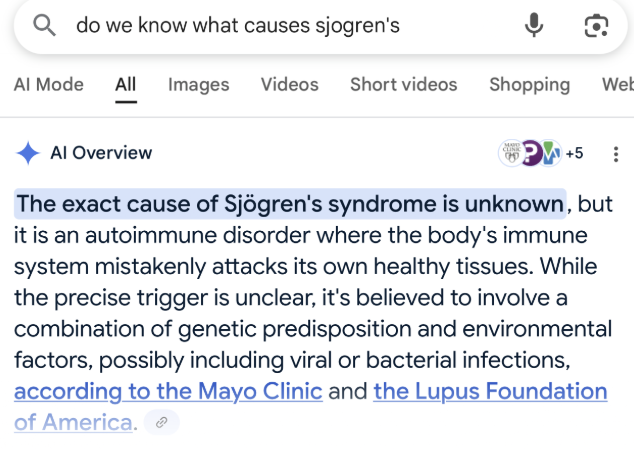 do we know what causes sjogren's
AI Mode All Images Videos Short videos Shopping Web
AI Overview +5
The exact cause of Sjögren's syndrome is unknown, but
it is an autoimmune disorder where the body's immune
system mistakenly attacks its own healthy tissues. While
the precise trigger is unclear, it's believed to involve a
combination of genetic predisposition and environmental
factors, possibly including viral or bacterial infections,
according to the Mayo Clinic and the Lupus Foundation
of America.